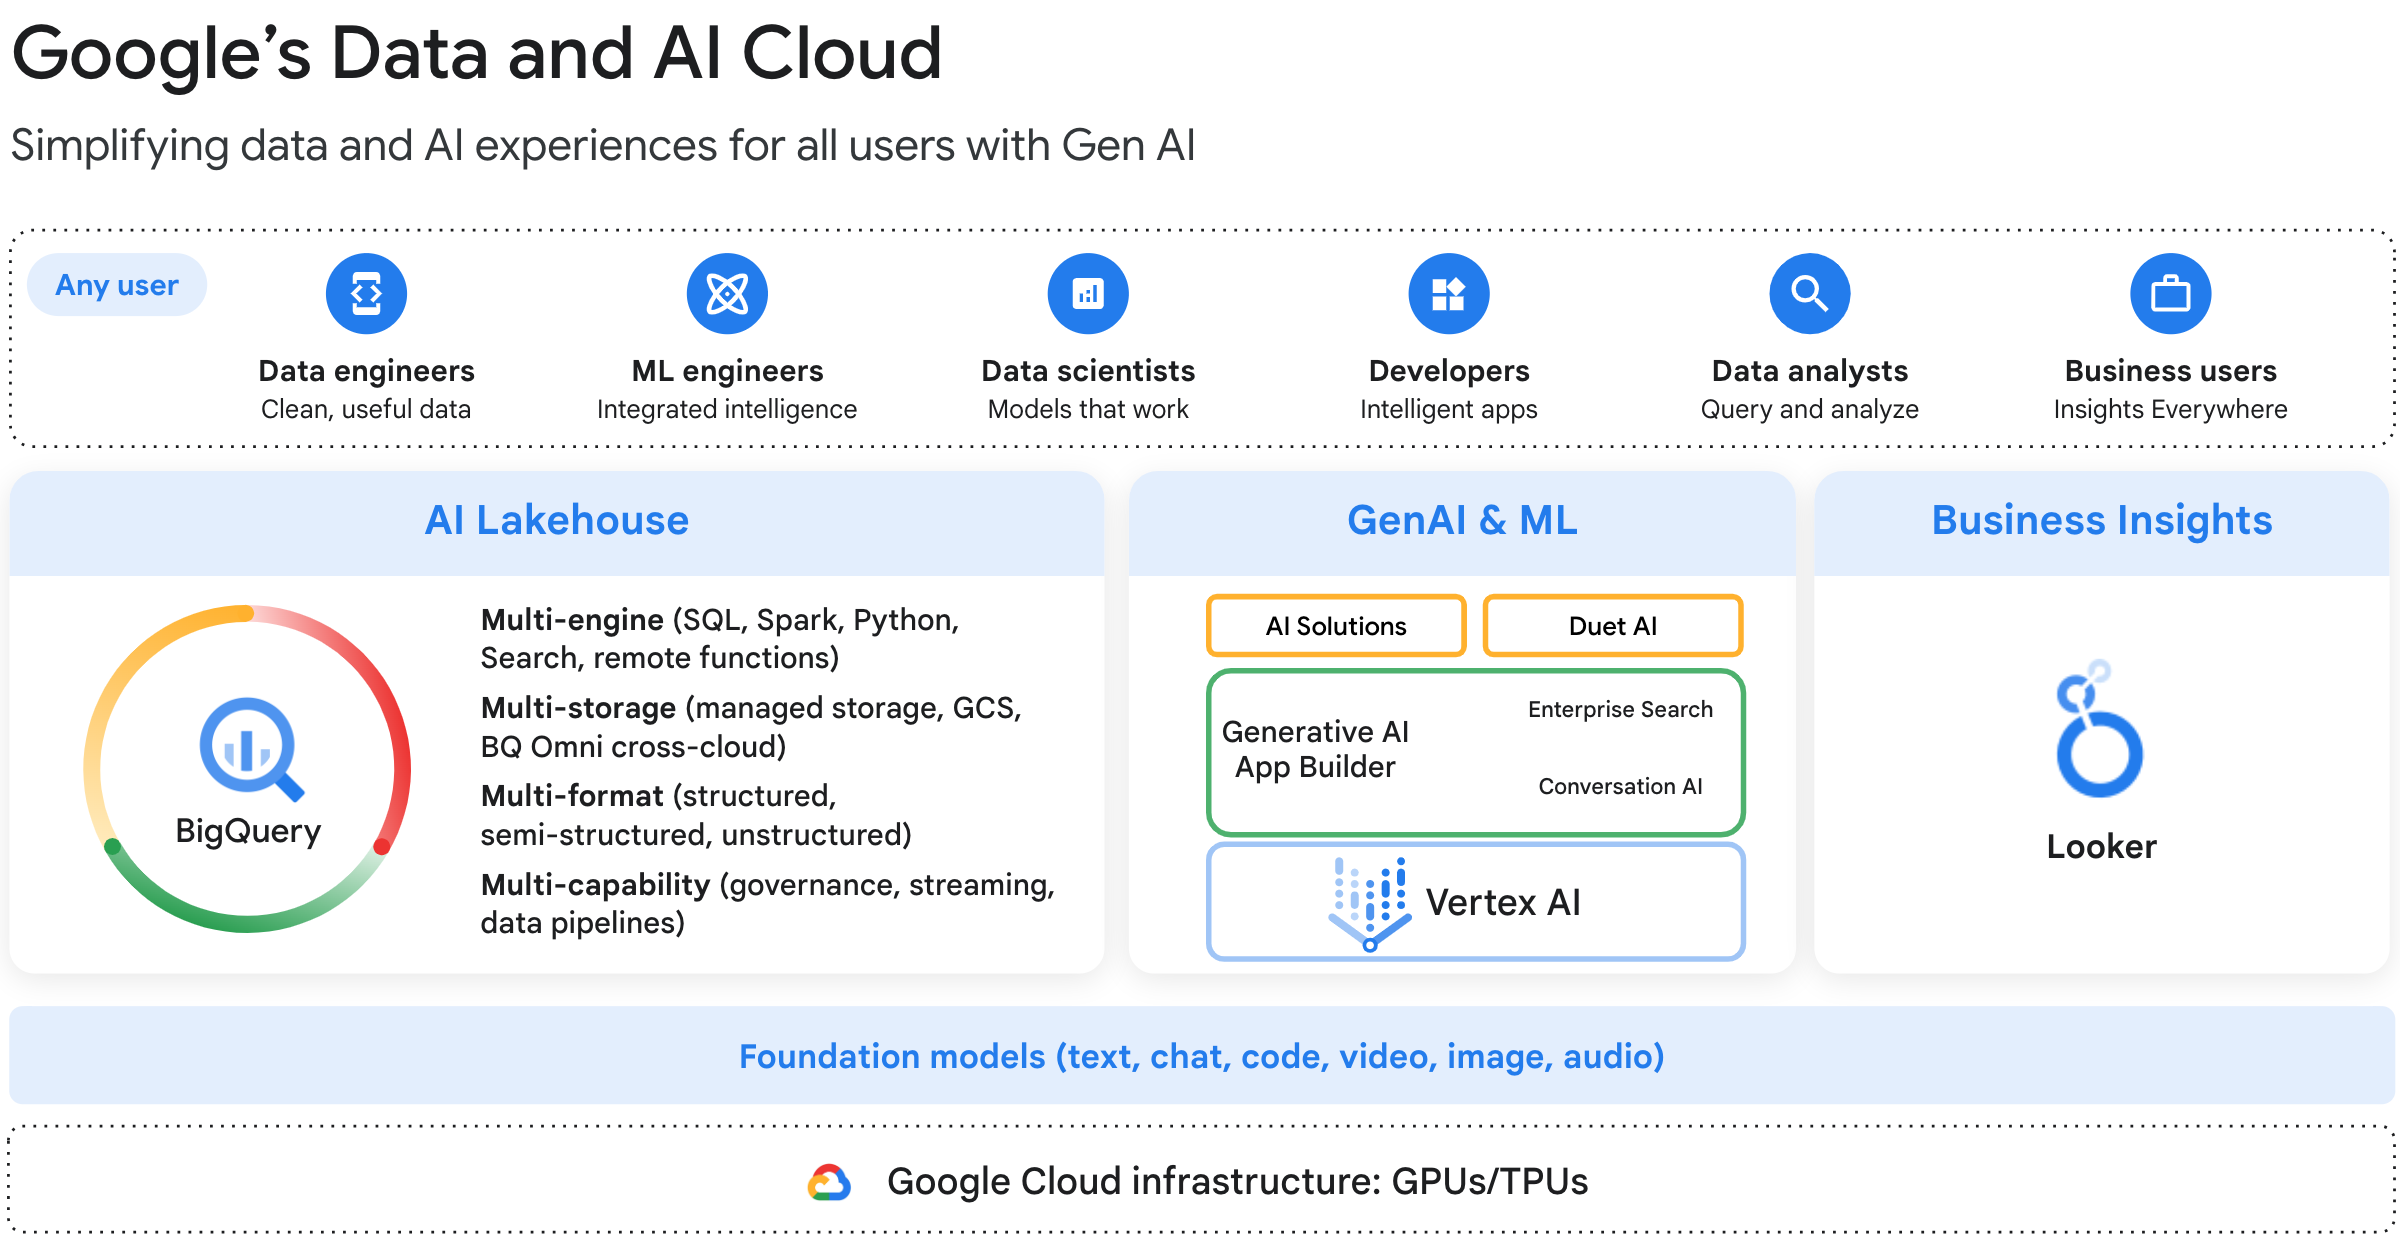 Google’s Data and AI Cloud
Simplifying data and AI experiences for all users with Gen AI
Any user
Data engineers
Clean, useful data
ML engineers
Integrated intelligence
Data scientists
Models that work
Developers
Intelligent apps
Data analysts
Query and analyze
Business users
Insights Everywhere
AI Lakehouse
BigQuery
Multi-engine (SQL, Spark, Python,
Search, remote functions)
Multi-storage (managed storage, GCS,
BQ Omni cross-cloud)
Multi-format (structured,
semi-structured, unstructured)
Multi-capability (governance, streaming,
data pipelines)
GenAI & ML
AI Solutions
Duet AI
Generative AI
App Builder
Enterprise Search
Conversation AI
Vertex AI
Business Insights
Looker
Foundation models (text, chat, code, video, image, audio)
Google Cloud infrastructure: GPUs/TPUs